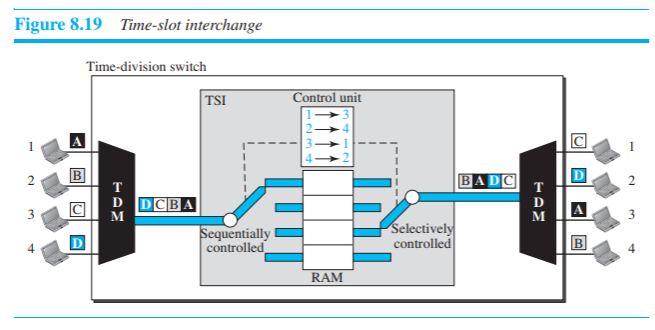 Figure 8.19 Time-slot interchange
Time-division switch
TSI
Control unit
1 → 3
2 → 4
3 → 1
4 → 2
1 A
2 B
3 C
4 D
TDM
D C B A
Sequentially
controlled
RAM
Selectively
controlled
B A D C
TDM
C 1
D 2
A 3
B 4